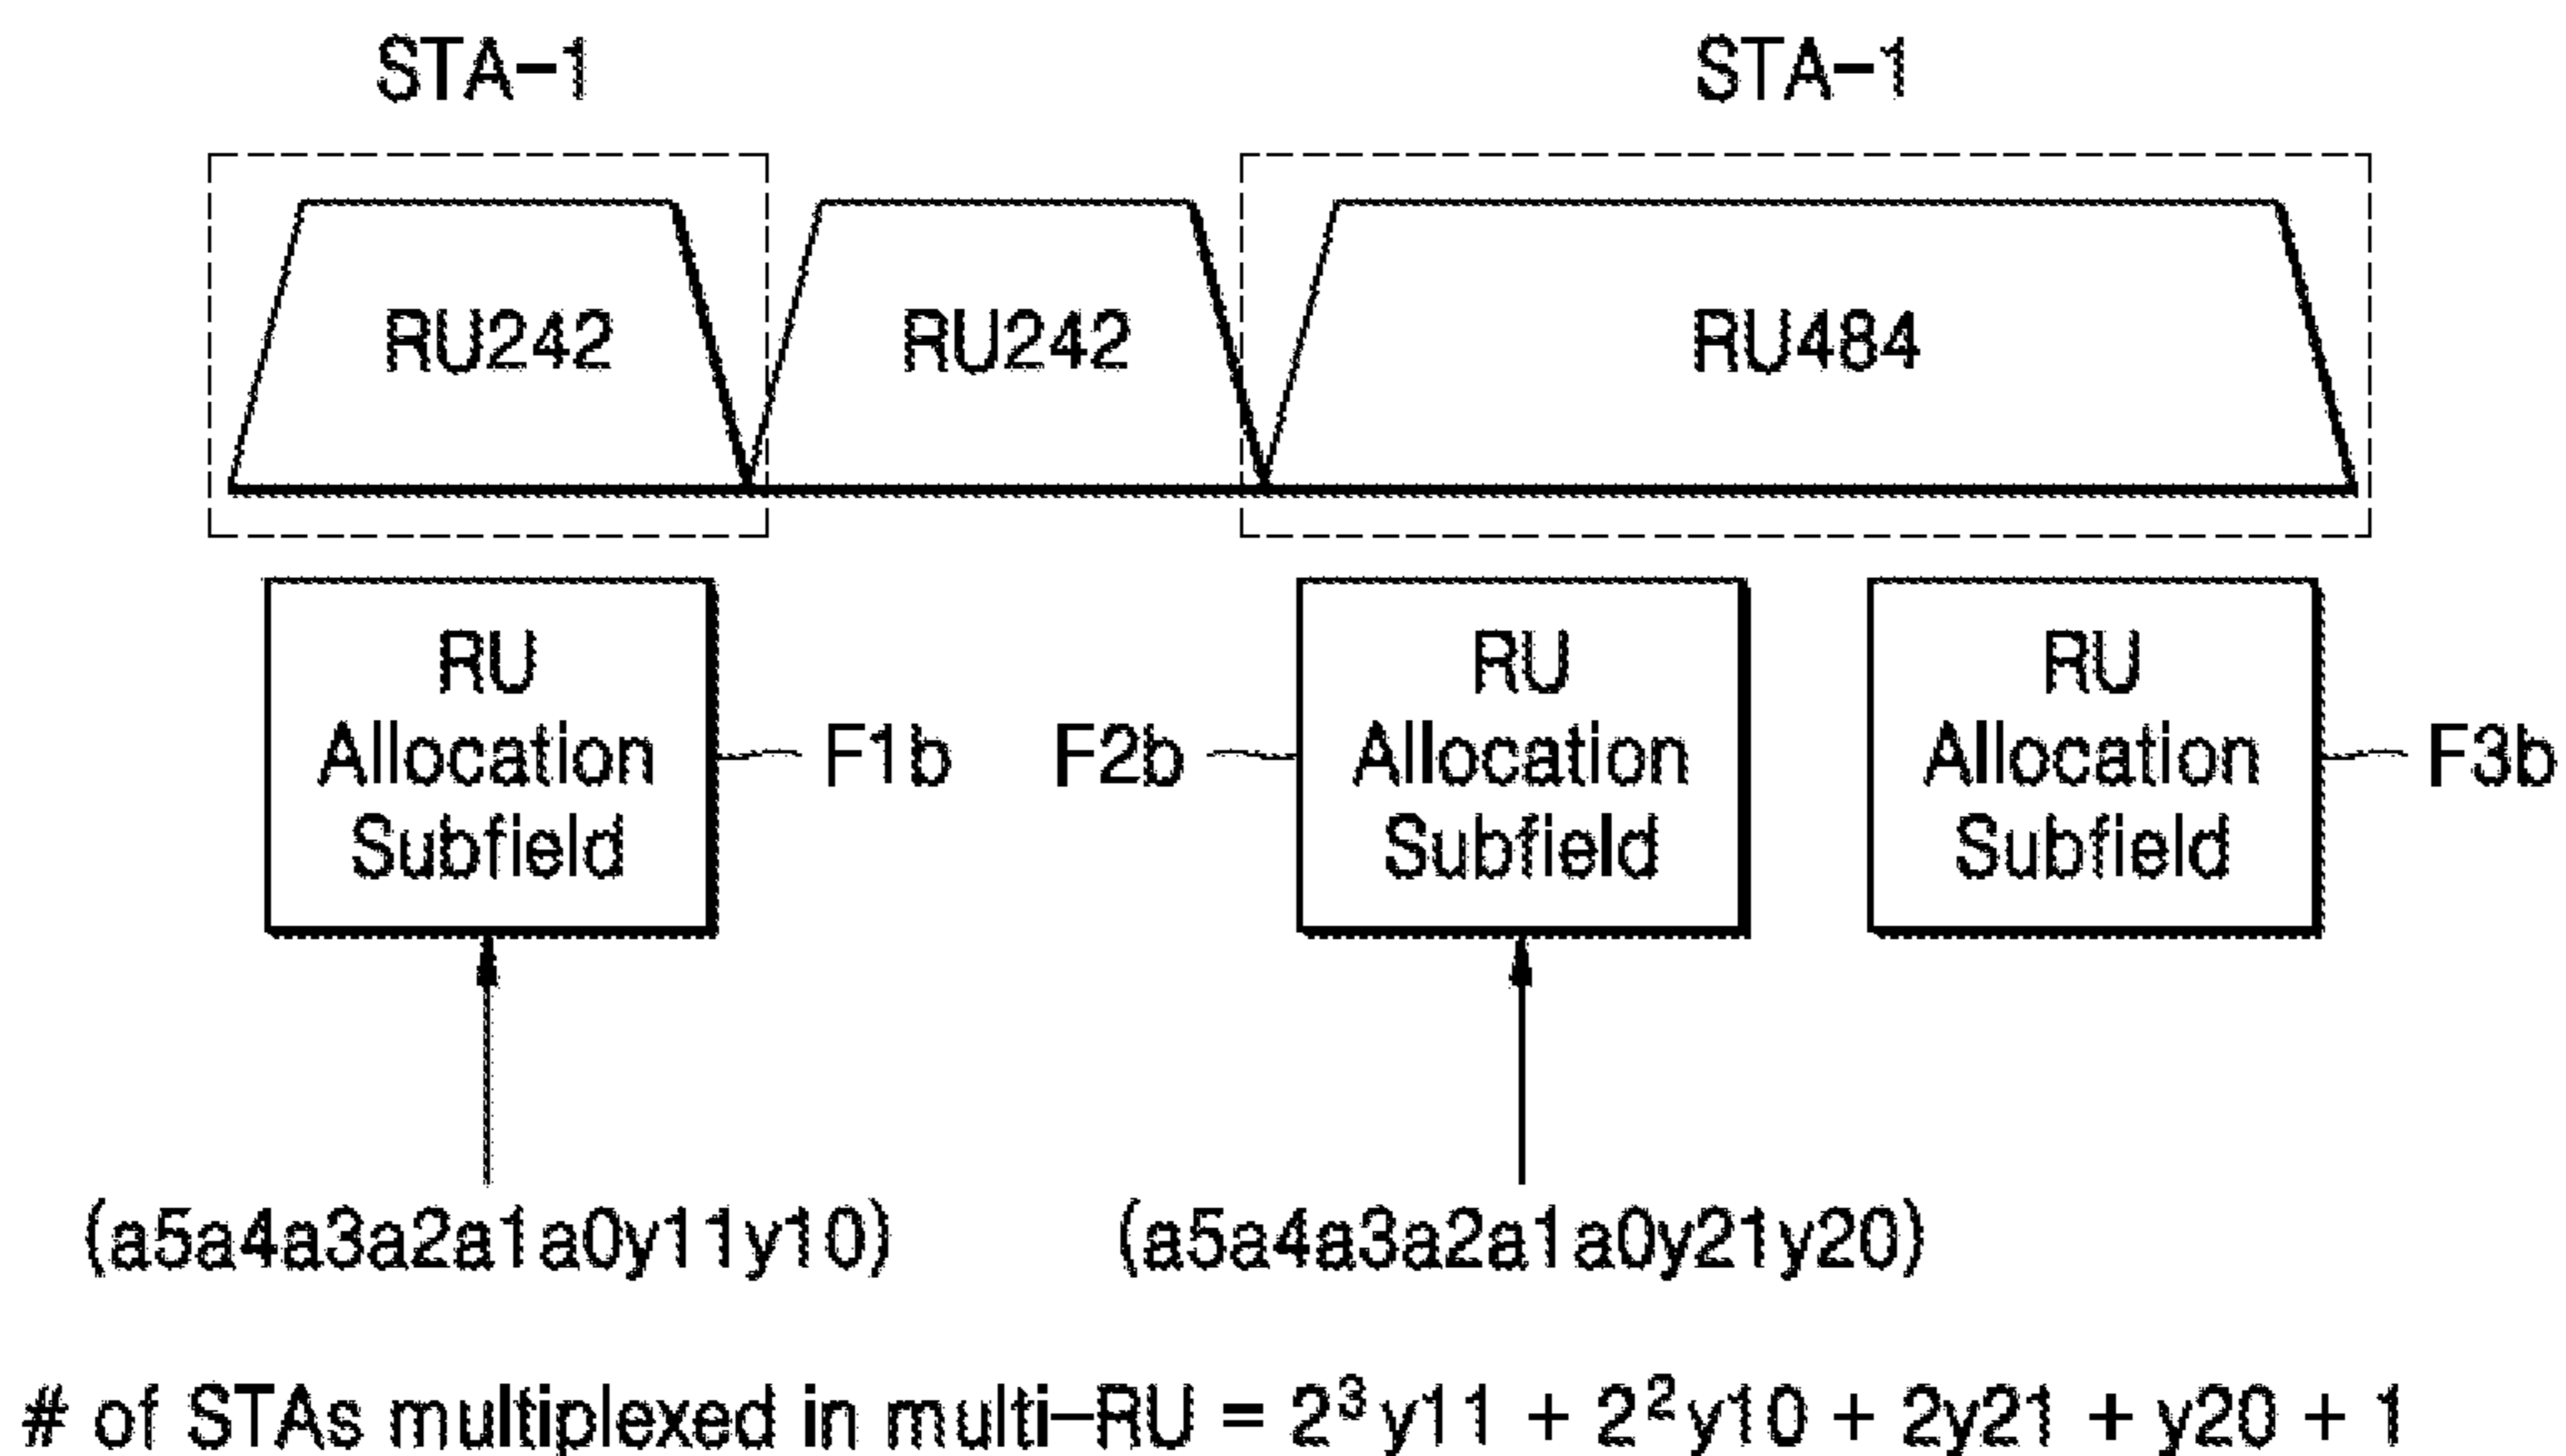 STA-1 STA-1
RU242 RU242 RU484
RU Allocation Subfield
F1b
F2b
RU Allocation Subfield
RU Allocation Subfield
F3b
(a5a4a3a2a1a0y11y10) (a5a4a3a2a1a0y21y20)
# of STAs multiplexed in multi-RU = 2³y11 + 2²y10 + 2y21 + y20 + 1